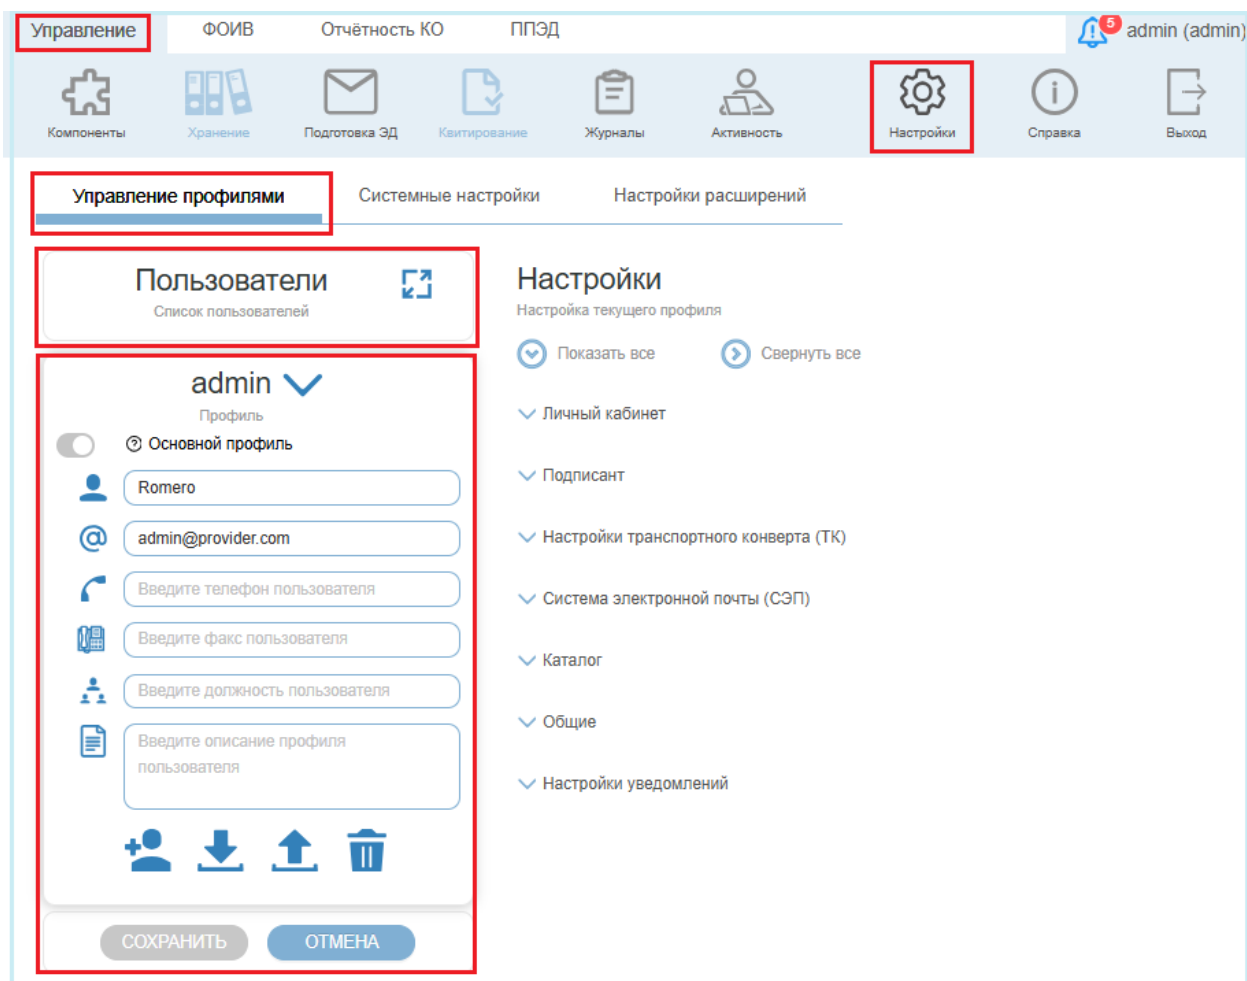 Управление ФОИВ Отчётность КО ППЭД 5 admin (admin)
Компоненты Хранение Подготовка ЭД Квитирование Журналы Активность Настройки Справка Выход
Управление профилями Системные настройки Настройки расширений
Пользователи
Список пользователей
admin
Профиль
Основной профиль
Romero
admin@provider.com
Введите телефон пользователя
Введите факс пользователя
Введите должность пользователя
Введите описание профиля
пользователя
СОХРАНИТЬ ОТМЕНА
Настройки
Настройка текущего профиля
Показать все Свернуть все
Личный кабинет
Подписант
Настройки транспортного конверта (ТК)
Система электронной почты (СЭП)
Каталог
Общие
Настройки уведомлений